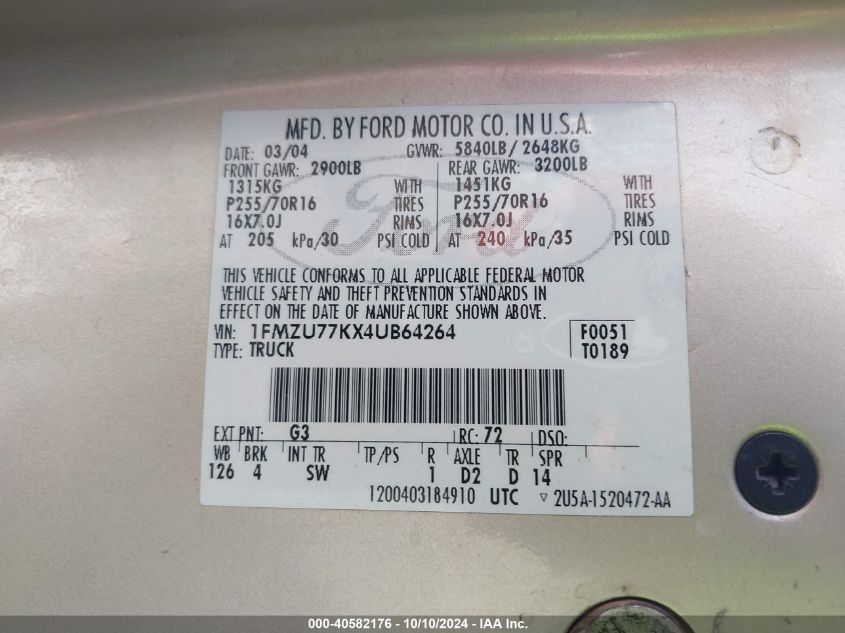 MFD. BY FORD MOTOR CO. IN U.S.A.
DATE: 03/04 GVWR: 5840LB/ 2648KG
FRONT GAWR: 2900LB REAR GAWR: 3200LB
1315KG WITH 1451KG WITH
P255/70R16 TIRES P255/70R16 TIRES
16X7.0J RIMS 16X7.0J RIMS
AT 205 kPa/30 PSI COLD AT 240 kPa/35 PSI COLD
Ford
THIS VEHICLE CONFORMS TO ALL APPLICABLE FEDERAL MOTOR
VEHICLE SAFETY AND THEFT PREVENTION STANDARDS IN
EFFECT ON THE DATE OF MANUFACTURE SHOWN ABOVE.
VIN: 1FMZU77KX4UB64264 F0051
TYPE: TRUCK T0189
EXT PNT: G3 RC: 72 DSO:
WB BRK INT TR TP/PS R AXLE TR SPR
126 4 SW 1 D2 D 14
1200403184910 UTC ▽ 2U5A-1520472-AA
000-40582176 - 10/10/2024 - IAA Inc.